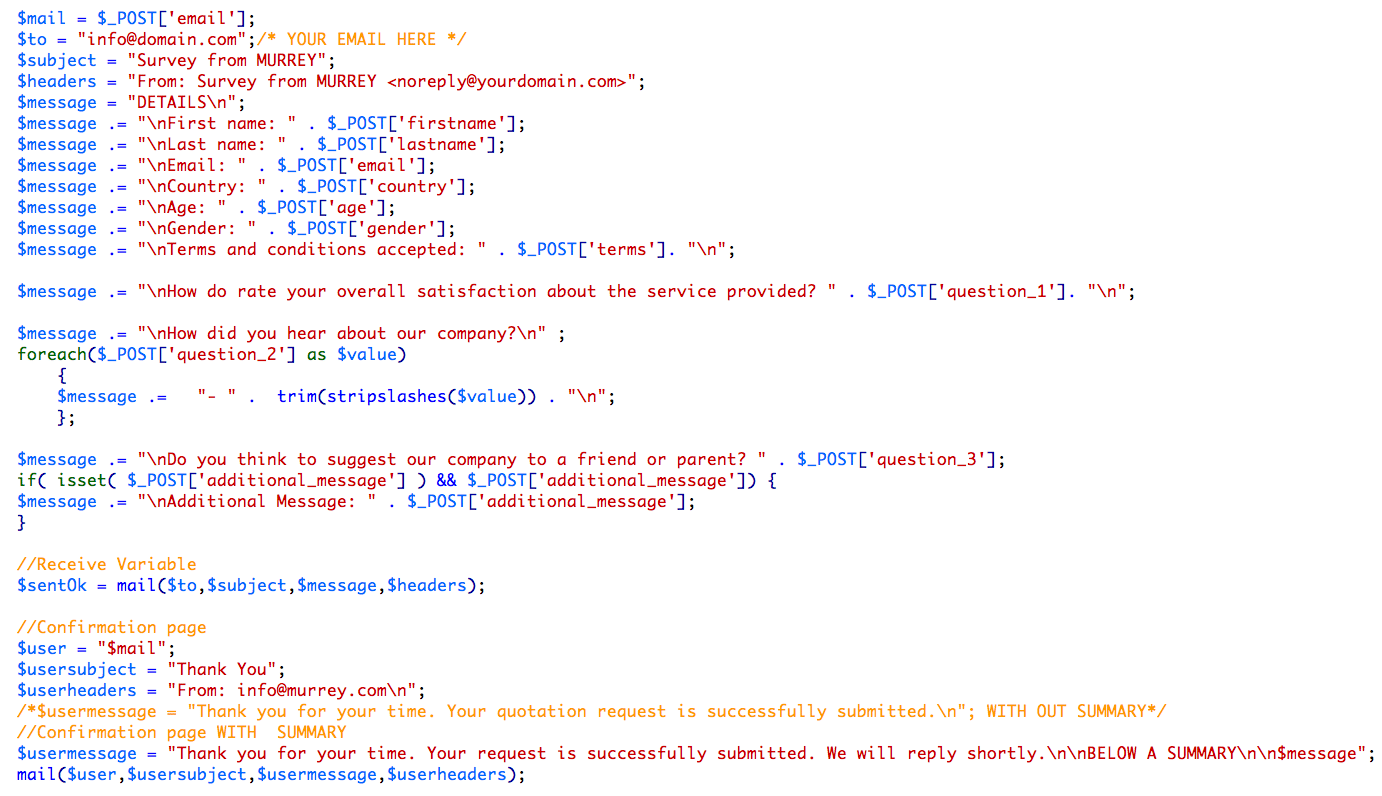 $mail = $_POST['email'];
$to = "info@domain.com";/* YOUR EMAIL HERE */
$subject = "Survey from MURREY";
$headers = "From: Survey from MURREY <noreply@yourdomain.com>";
$message = "DETAILS\n";
$message .= "\nFirst name: " . $_POST['firstname'];
$message .= "\nLast name: " . $_POST['lastname'];
$message .= "\nEmail: " . $_POST['email'];
$message .= "\nCountry: " . $_POST['country'];
$message .= "\nAge: " . $_POST['age'];
$message .= "\nGender: " . $_POST['gender'];
$message .= "\nTerms and conditions accepted: " . $_POST['terms']. "\n";

$message .= "\nHow do rate your overall satisfaction about the service provided? " . $_POST['question_1']. "\n";

$message .= "\nHow did you hear about our company?\n" ;
foreach($_POST['question_2'] as $value)
    {
    $message .=   "- " .  trim(stripslashes($value)) . "\n";
    };

$message .= "\nDo you think to suggest our company to a friend or parent? " . $_POST['question_3'];
if( isset( $_POST['additional_message'] ) && $_POST['additional_message']) {
$message .= "\nAdditional Message: " . $_POST['additional_message'];
}

//Receive Variable
$sentOk = mail($to,$subject,$message,$headers);

//Confirmation page
$user = "$mail";
$usersubject = "Thank You";
$userheaders = "From: info@murrey.com\n";
/*$usermessage = "Thank you for your time. Your quotation request is successfully submitted.\n"; WITH OUT SUMMARY*/
//Confirmation page WITH  SUMMARY
$usermessage = "Thank you for your time. Your request is successfully submitted. We will reply shortly.\n\nBELOW A SUMMARY\n\n$message";
mail($user,$usersubject,$usermessage,$userheaders);